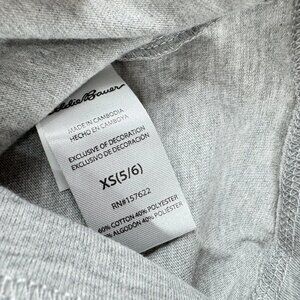 Eddie Bauer
MADE IN CAMBODIA
HECHO EN CAMBOYA
EXCLUSIVE OF DECORATION
EXCLUSIVO DE DECORACIÓN
XS(5/6)
RN#157622
60% COTTON 40% POLYESTER
60% ALGODÓN 40% POLIÉSTER